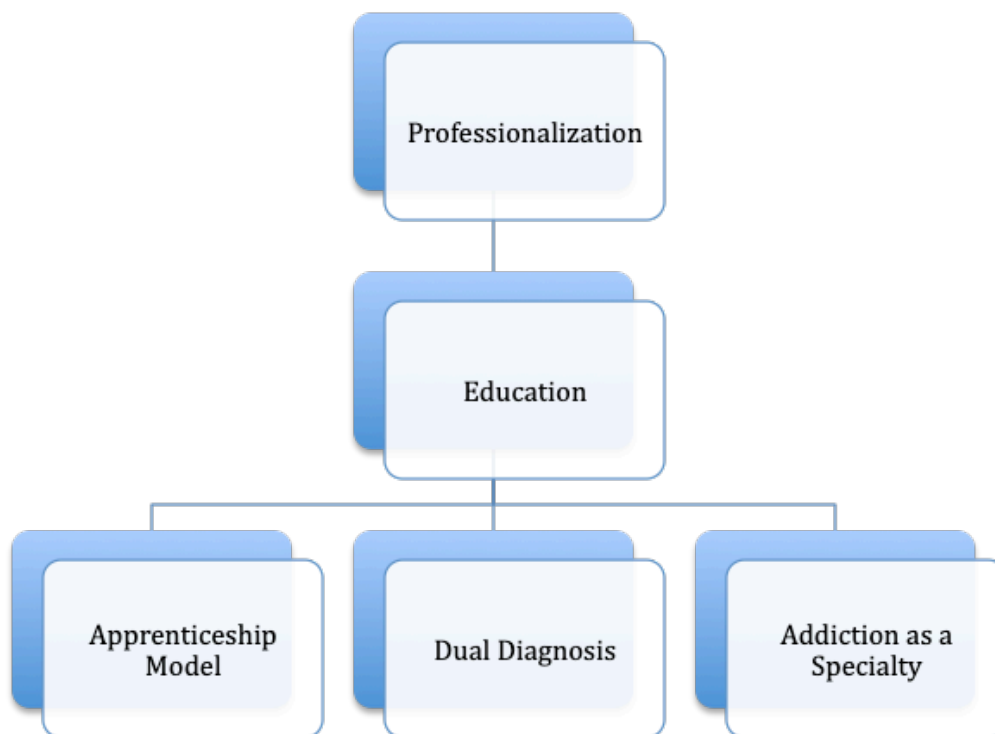 Professionalization
Education
Apprenticeship
Model
Dual Diagnosis
Addiction as a
Specialty